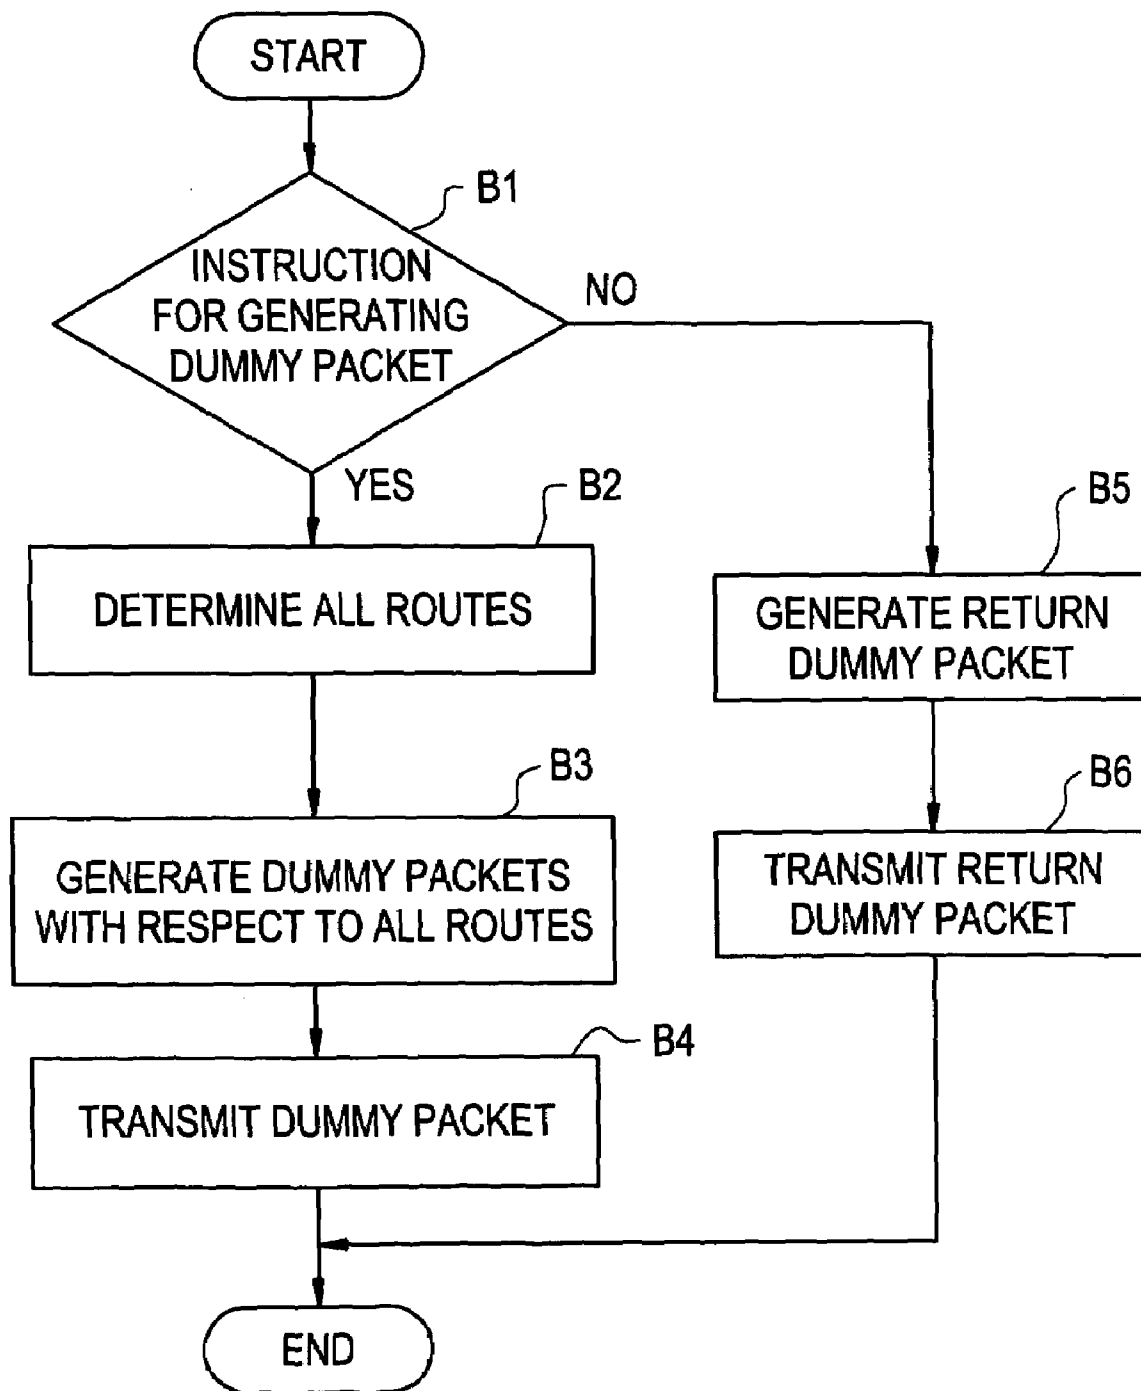 START
B1
INSTRUCTION
FOR GENERATING
DUMMY PACKET
NO
YES
B2
DETERMINE ALL ROUTES
B5
GENERATE RETURN
DUMMY PACKET
B3
GENERATE DUMMY PACKETS
WITH RESPECT TO ALL ROUTES
B6
TRANSMIT RETURN
DUMMY PACKET
B4
TRANSMIT DUMMY PACKET
END